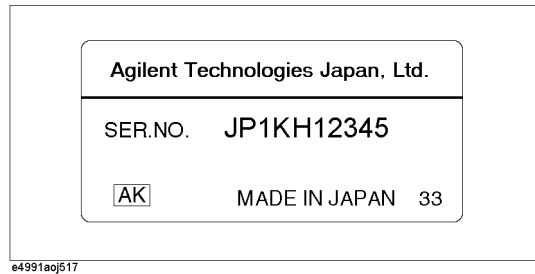 Agilent Technologies Japan, Ltd.
SER.NO. JP1KH12345
AK MADE IN JAPAN 33
e4991aoj517